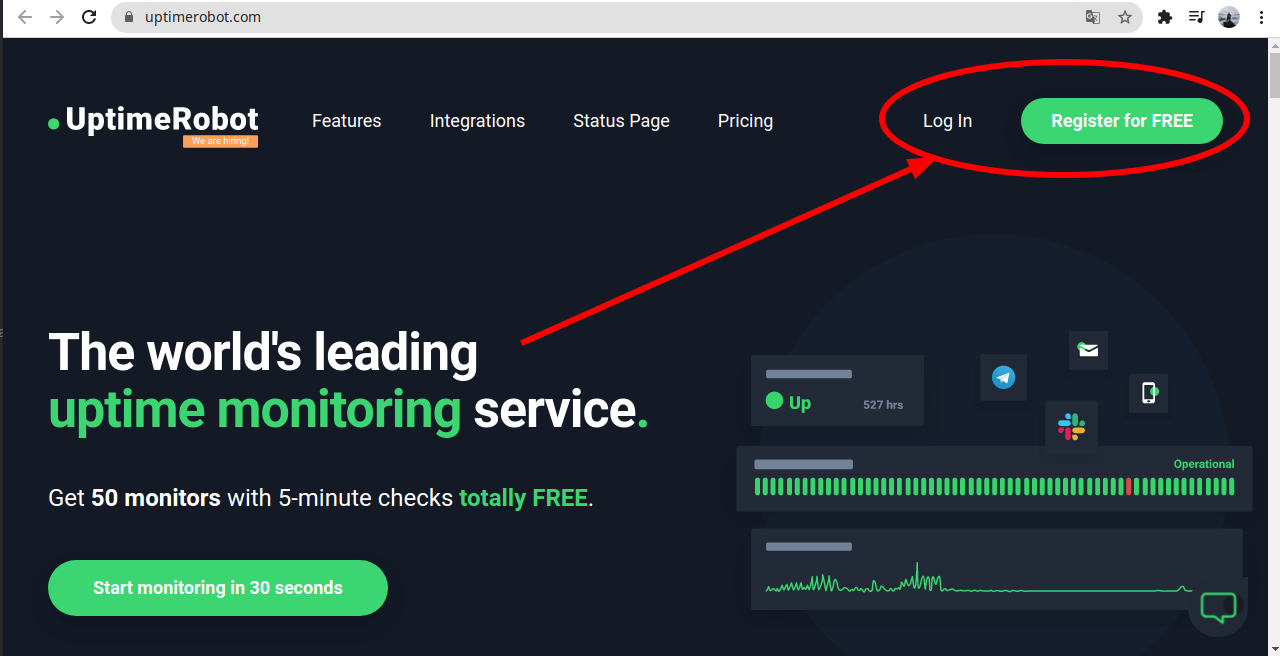 uptimerobot.com
UptimeRobot
We are hiring!
Features
Integrations
Status Page
Pricing
Log In
Register for FREE
The world's leading
uptime monitoring service.
Get 50 monitors with 5-minute checks totally FREE.
Start monitoring in 30 seconds
Up
527 hrs
Operational